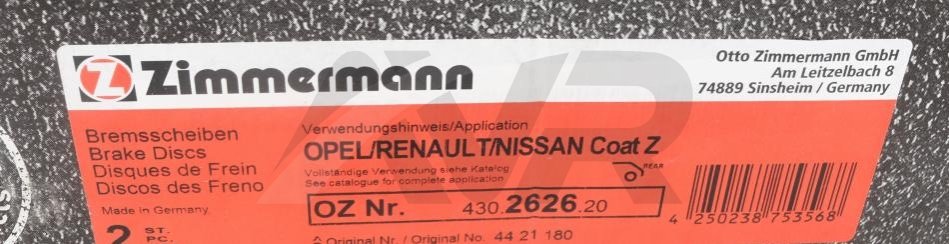 Z Zimmermann
Otto Zimmermann GmbH
Am Leitzelbach 8
74889 Sinsheim / Germany
Bremsscheiben
Brake Discs
Disques de Frein
Discos des Freno
Made in Germany
2 ST.
PC.
Verwendungshinweis/Application
OPEL/RENAULT/NISSAN Coat Z
Vollständige Verwendung siehe Katalog
See catalogue for complete application
REAR
OZ Nr. 430.2626.20
Original Nr. / Original No. 44 21 180
4 250238 753568